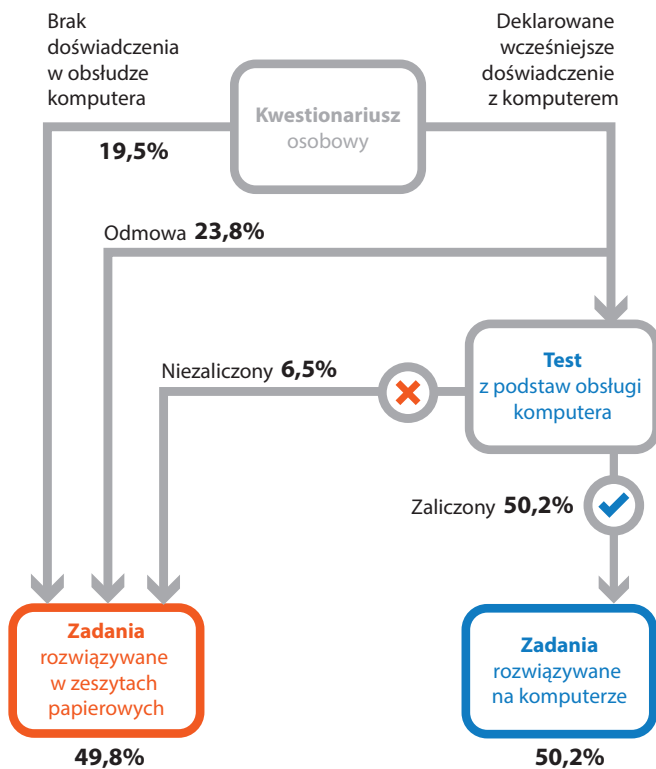 Brak
doświadczenia
w obsłudze
komputera
19,5%
Deklarowane
wcześniejsze
doświadczenie
z komputerem
Kwestionariusz
osobowy
Odmowa 23,8%
Niezaliczony 6,5%
Test
z podstaw obsługi
komputera
Zaliczony 50,2%
Zadania
rozwiązywane
w zeszytach
papierowych
49,8%
Zadania
rozwiązywane
na komputerze
50,2%